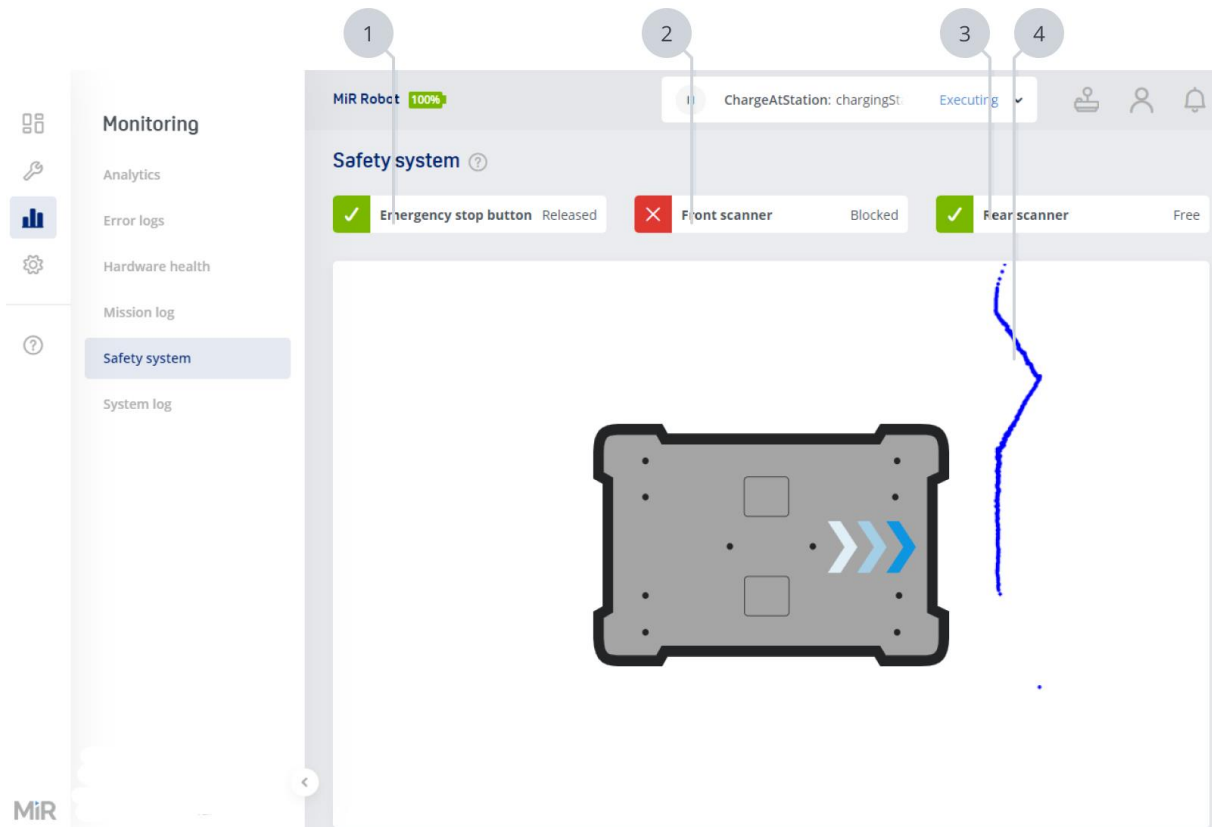 1
2
3
4
MiR Robot 100%
ChargeAtStation: chargingSt
Executing
Monitoring
Analytics
Error logs
Hardware health
Mission log
Safety system
System log
Safety system ?
Emergency stop button Released
Front scanner Blocked
Rear scanner Free
?
MiR